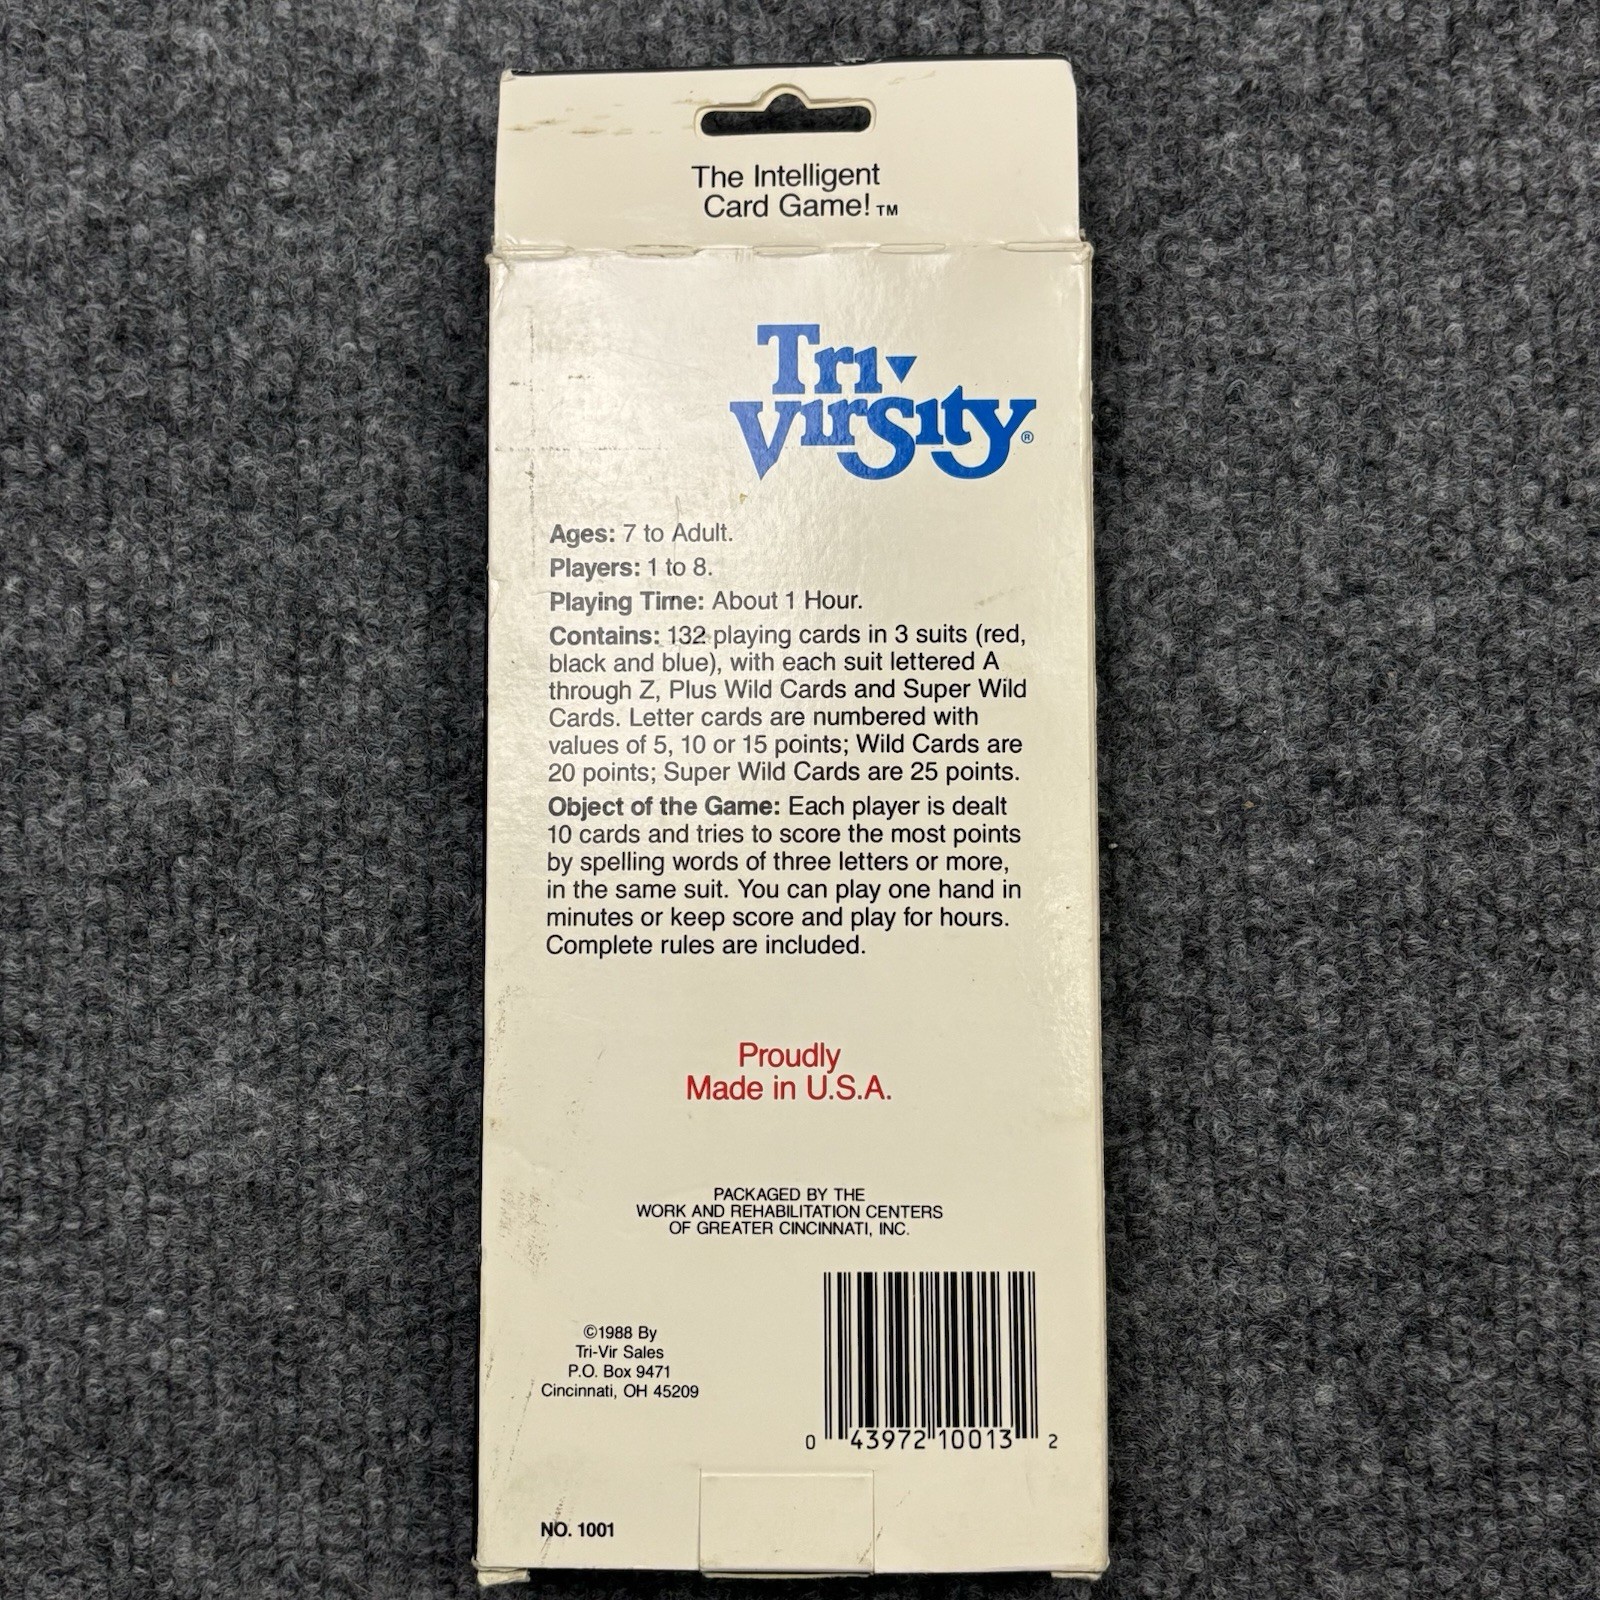 The Intelligent
Card Game!™
Tri-
Virsity®
Ages: 7 to Adult.
Players: 1 to 8.
Playing Time: About 1 Hour.
Contains: 132 playing cards in 3 suits (red,
black and blue), with each suit lettered A
through Z, Plus Wild Cards and Super Wild
Cards. Letter cards are numbered with
values of 5, 10 or 15 points; Wild Cards are
20 points; Super Wild Cards are 25 points.
Object of the Game: Each player is dealt
10 cards and tries to score the most points
by spelling words of three letters or more,
in the same suit. You can play one hand in
minutes or keep score and play for hours.
Complete rules are included.
Proudly
Made in U.S.A.
PACKAGED BY THE
WORK AND REHABILITATION CENTERS
OF GREATER CINCINNATI, INC.
©1988 By
Tri-Vir Sales
P.O. Box 9471
Cincinnati, OH 45209
0 43972 10013 2
NO. 1001